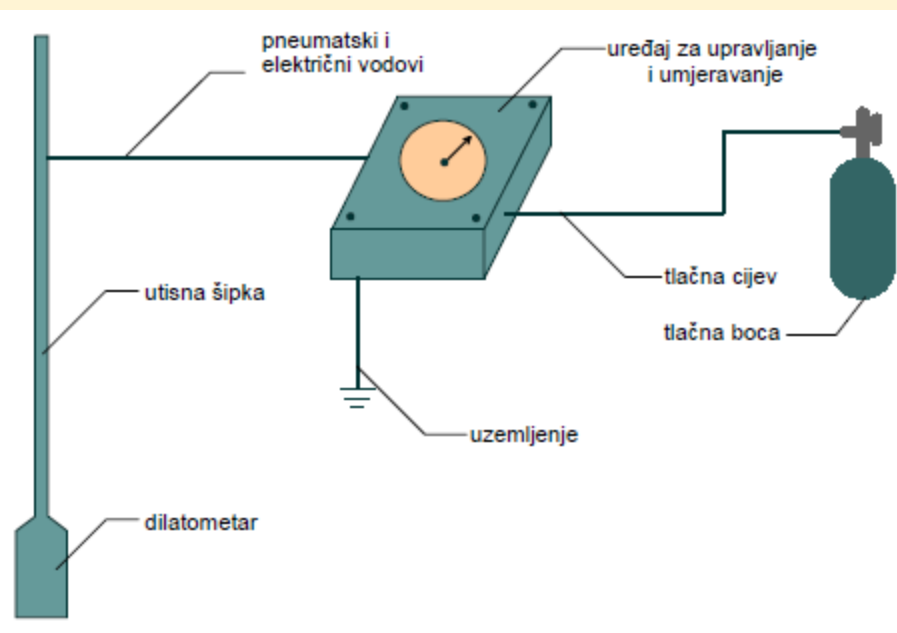 pneumatski i
električni vodovi
uređaj za upravljanje
i umjeravanje
tlačna cijev
utisna šipka
tlačna boca
uzemljenje
dilatometar